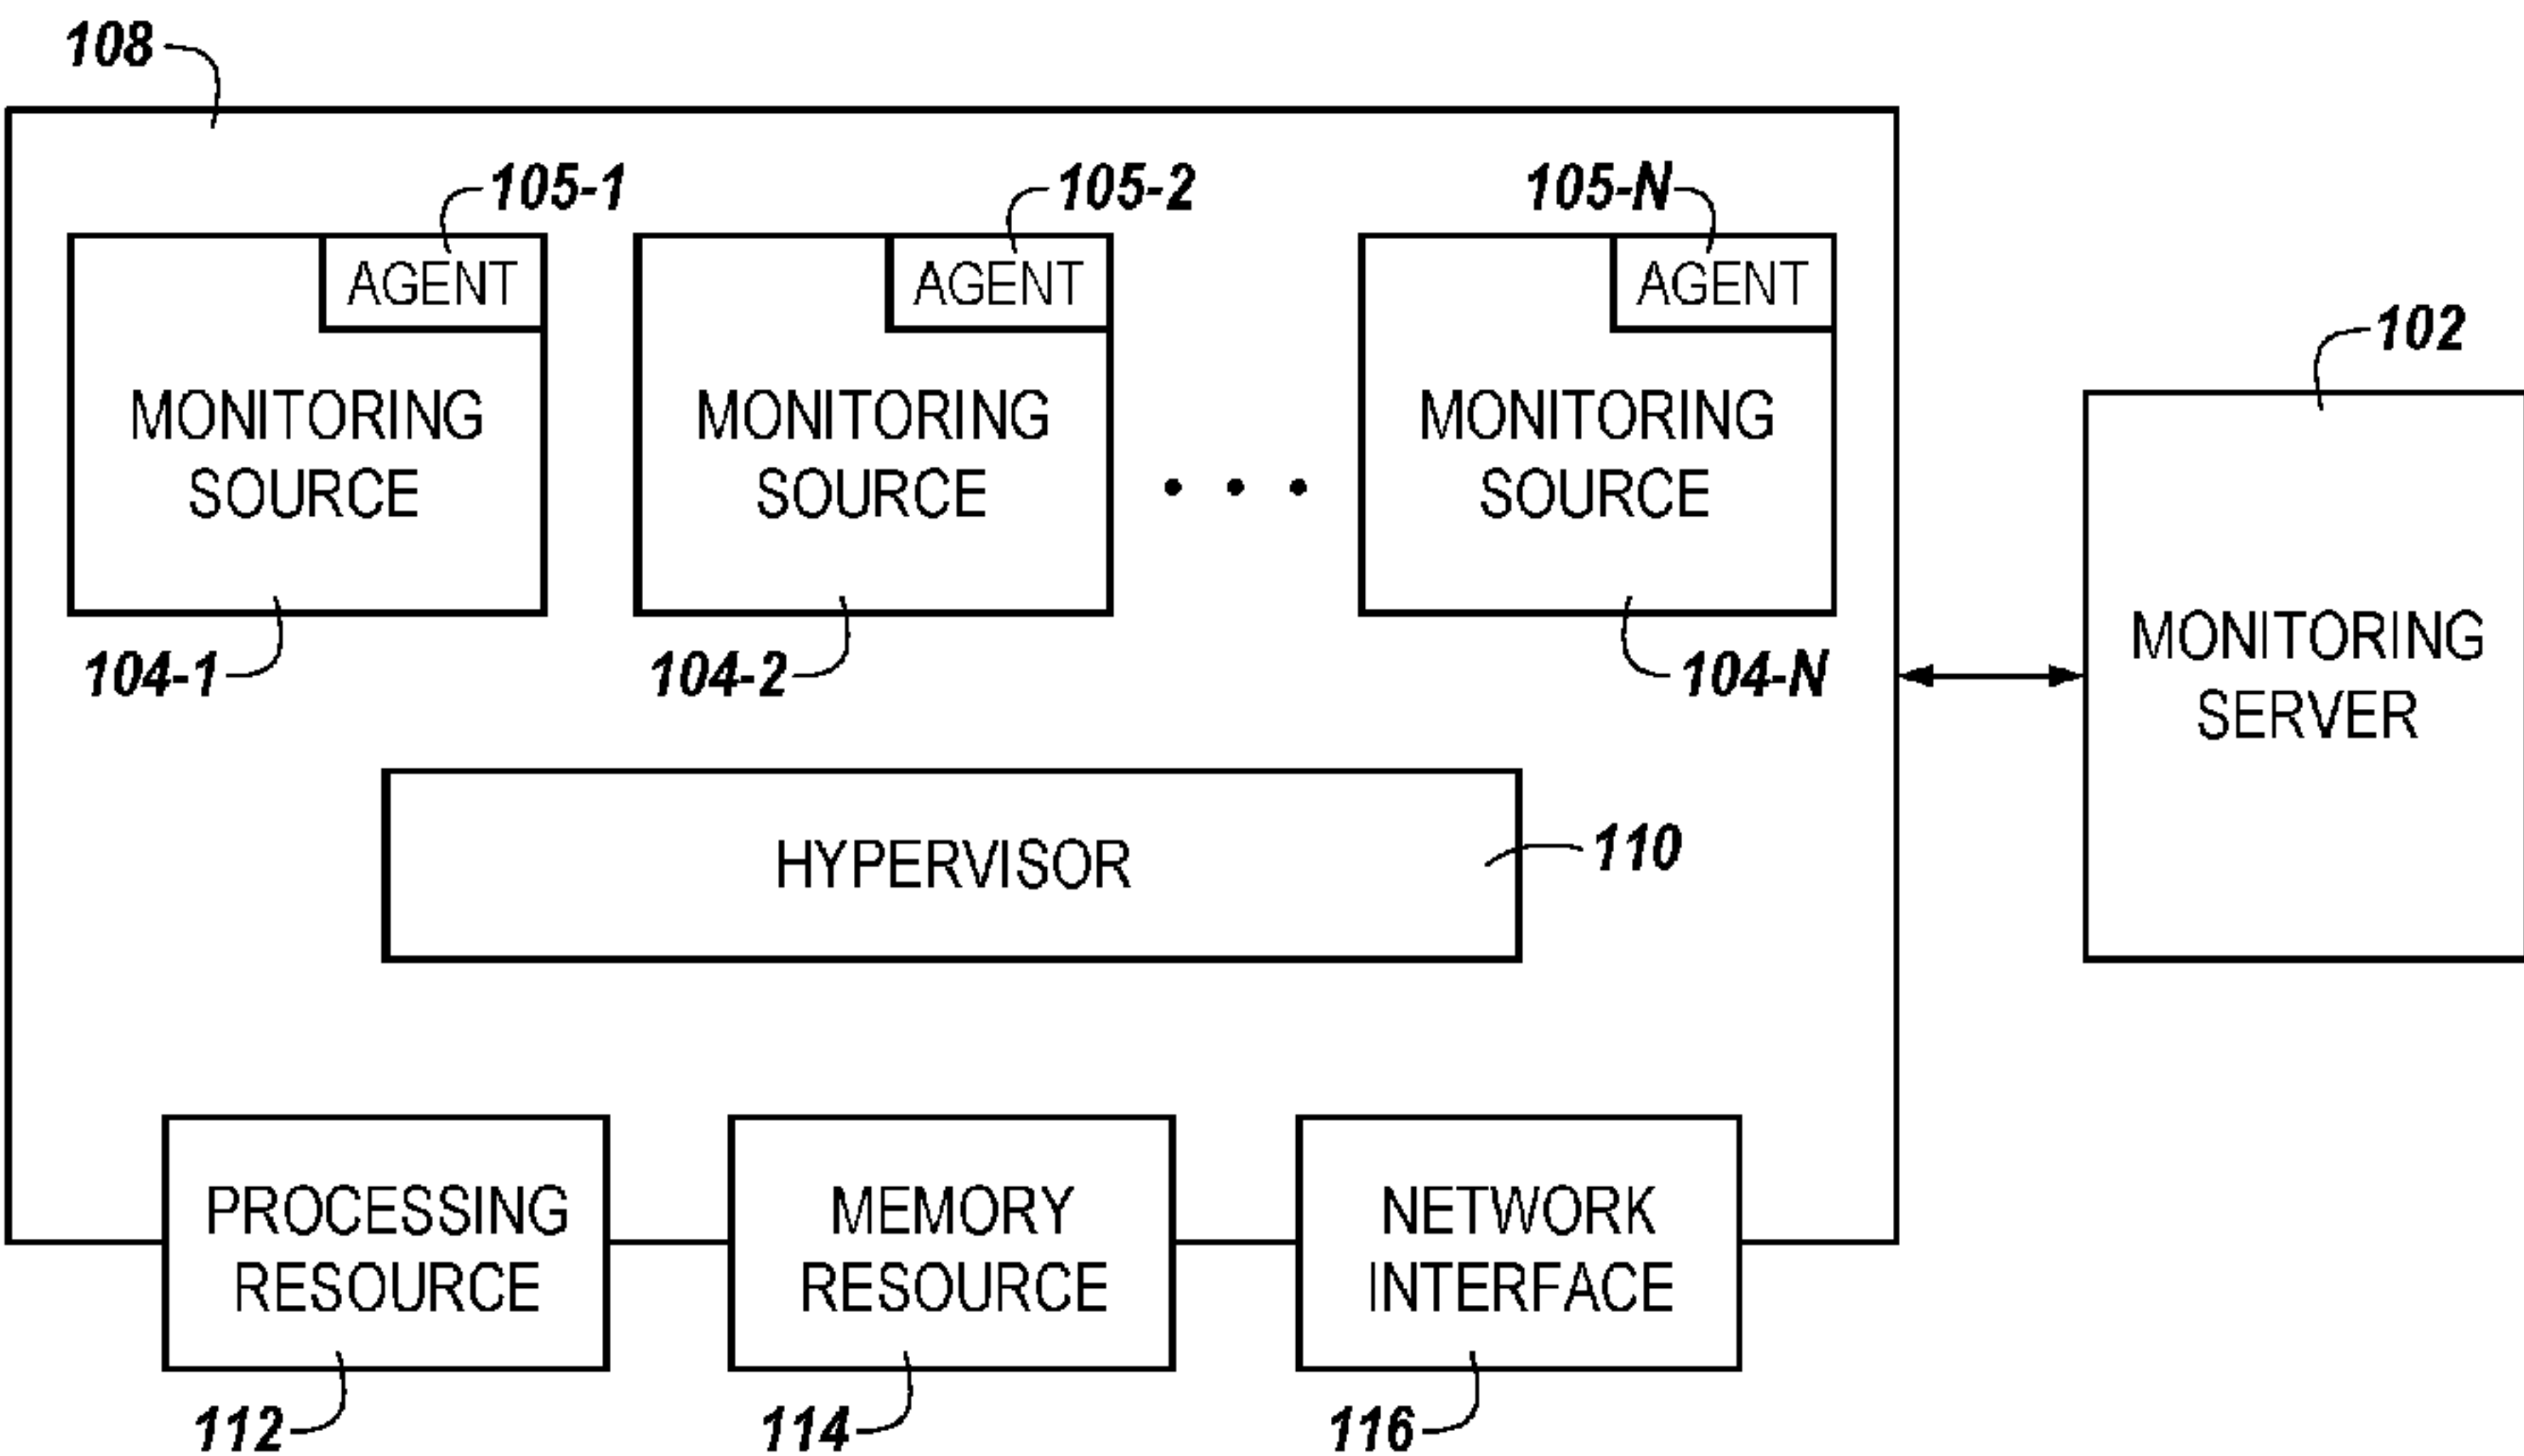 108
105-1
105-2
105-N
AGENT
AGENT
AGENT
102
MONITORING
SOURCE
MONITORING
SOURCE
• • •
MONITORING
SOURCE
104-1
104-2
104-N
MONITORING
SERVER
HYPERVISOR
110
PROCESSING
RESOURCE
MEMORY
RESOURCE
NETWORK
INTERFACE
112
114
116